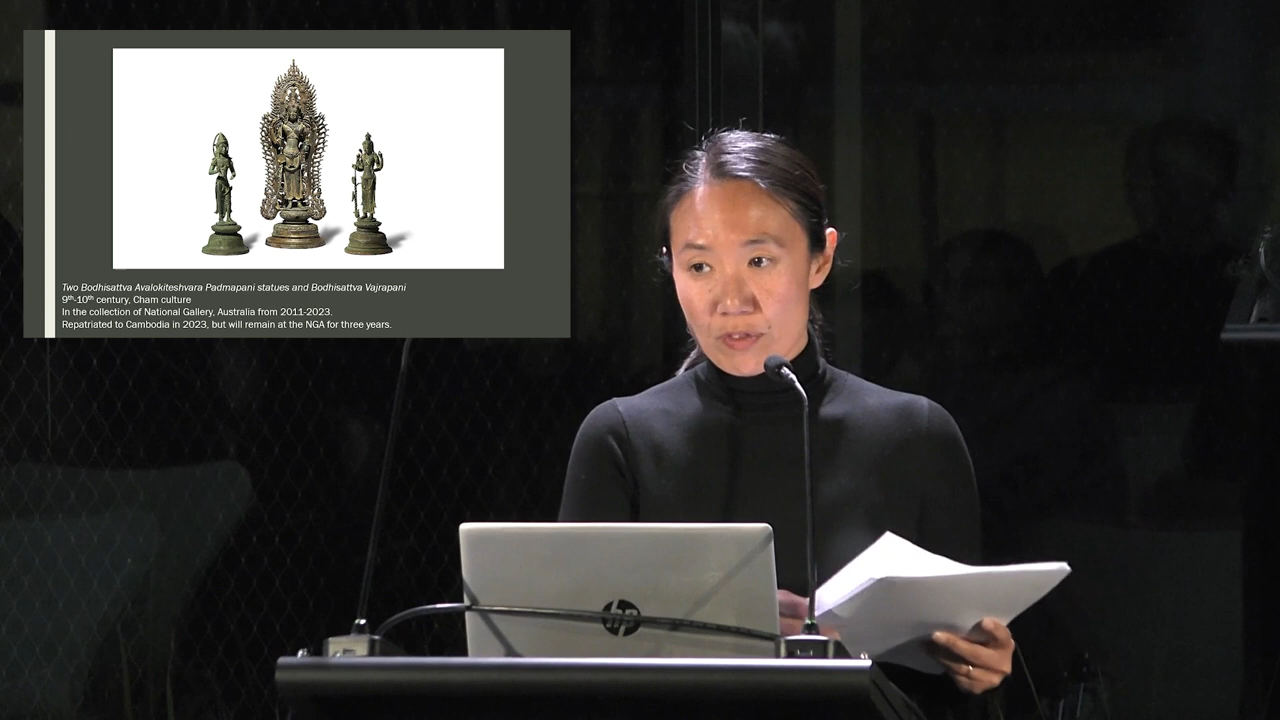 Two Bodhisattva Avalokiteshvara Padmapani statues and Bodhisattva Vajrapani
9th-10th century, Cham culture
In the collection of National Gallery, Australia from 2011-2023.
Repatriated to Cambodia in 2023, but will remain at the NGA for three years.
hp